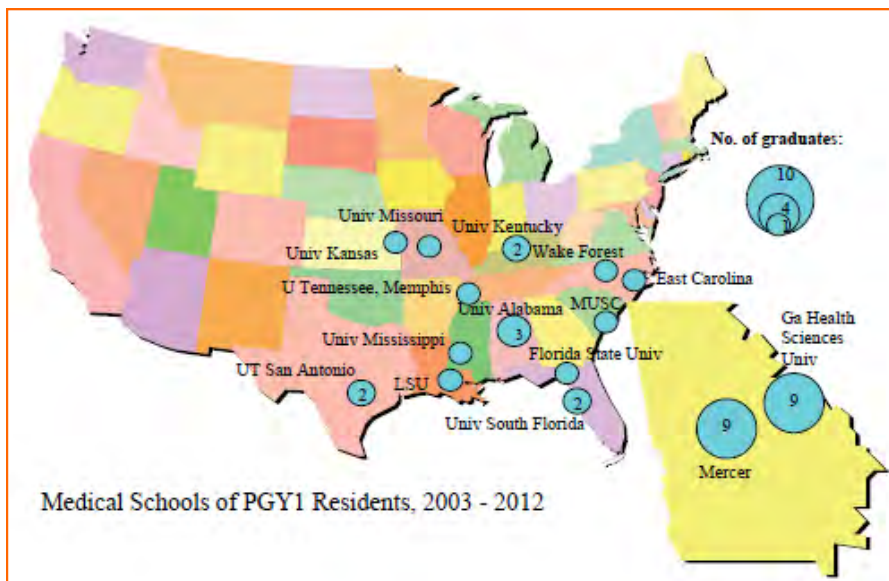 No. of graduates:
10
4
1
Univ Missouri
Univ Kentucky
Univ Kansas
2
Wake Forest
East Carolina
U Tennessee, Memphis
Univ Alabama
MUSC
3
Univ Mississippi
Florida State Univ
UT San Antonio
LSU
2
2
Univ South Florida
Ga Health
Sciences
Univ
9
9
Mercer
Medical Schools of PGY1 Residents, 2003 - 2012